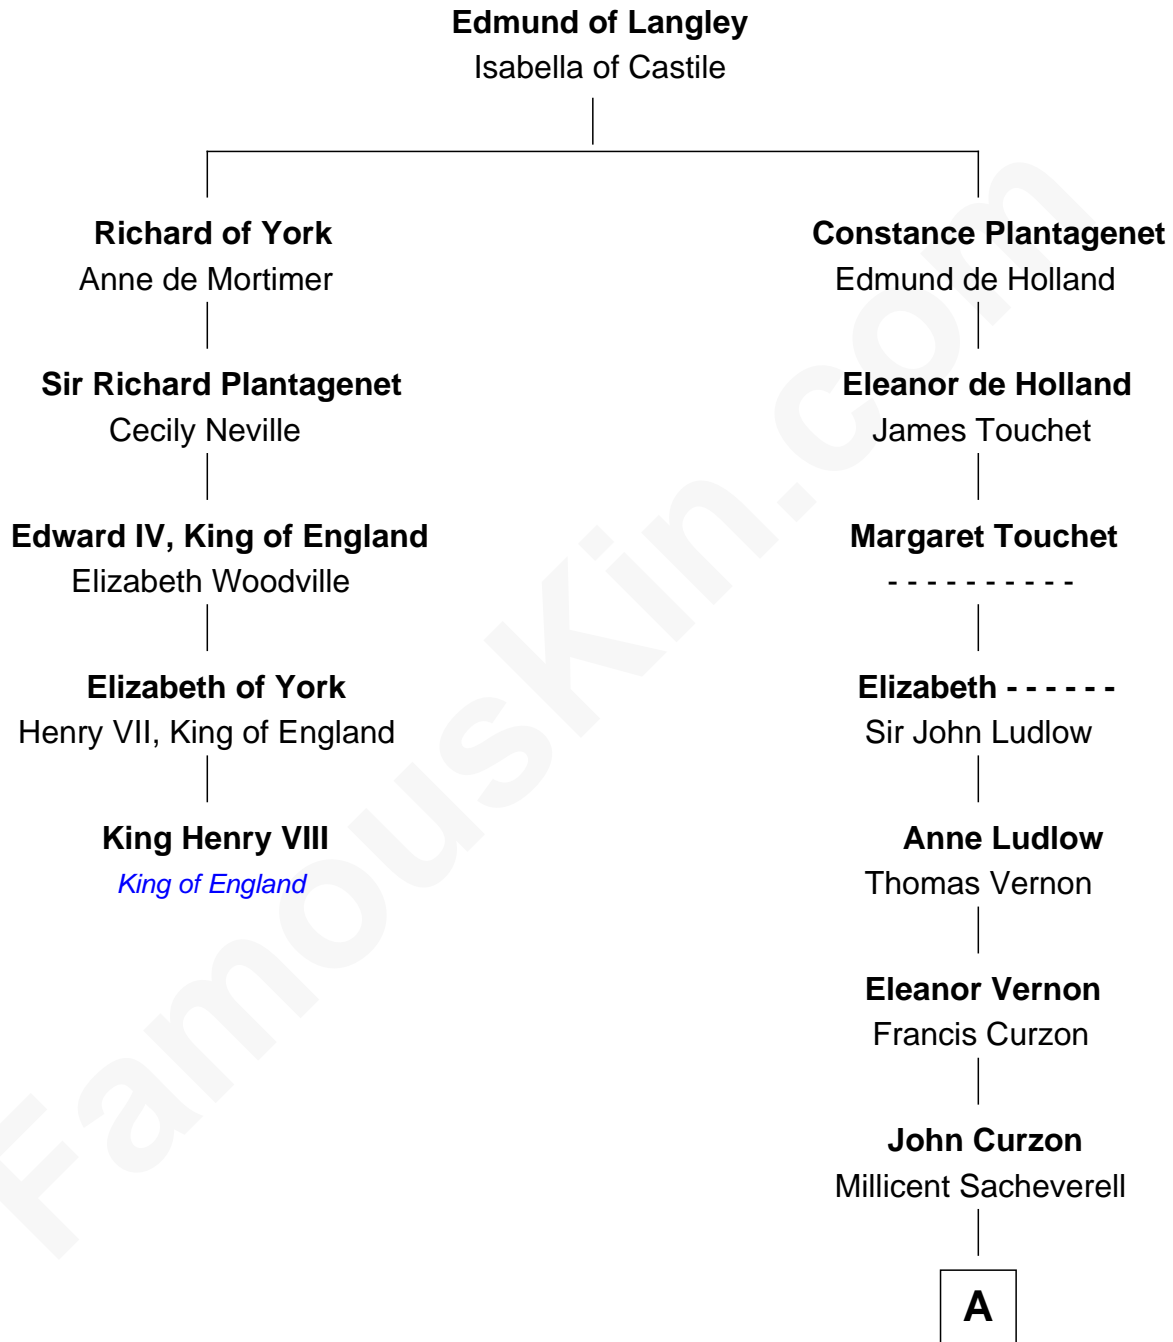 Edmund of Langley
Isabella of Castile
Richard of York
Anne de Mortimer
Constance Plantagenet
Edmund de Holland
Sir Richard Plantagenet
Cecily Neville
Eleanor de Holland
James Touchet
Edward IV, King of England
Elizabeth Woodville
Margaret Touchet
- - - - - - - - - -
Elizabeth of York
Henry VII, King of England
Elizabeth - - - - - -
Sir John Ludlow
King Henry VIII
King of England
Anne Ludlow
Thomas Vernon
Eleanor Vernon
Francis Curzon
John Curzon
Millicent Sacheverell
A
FamousKin.com